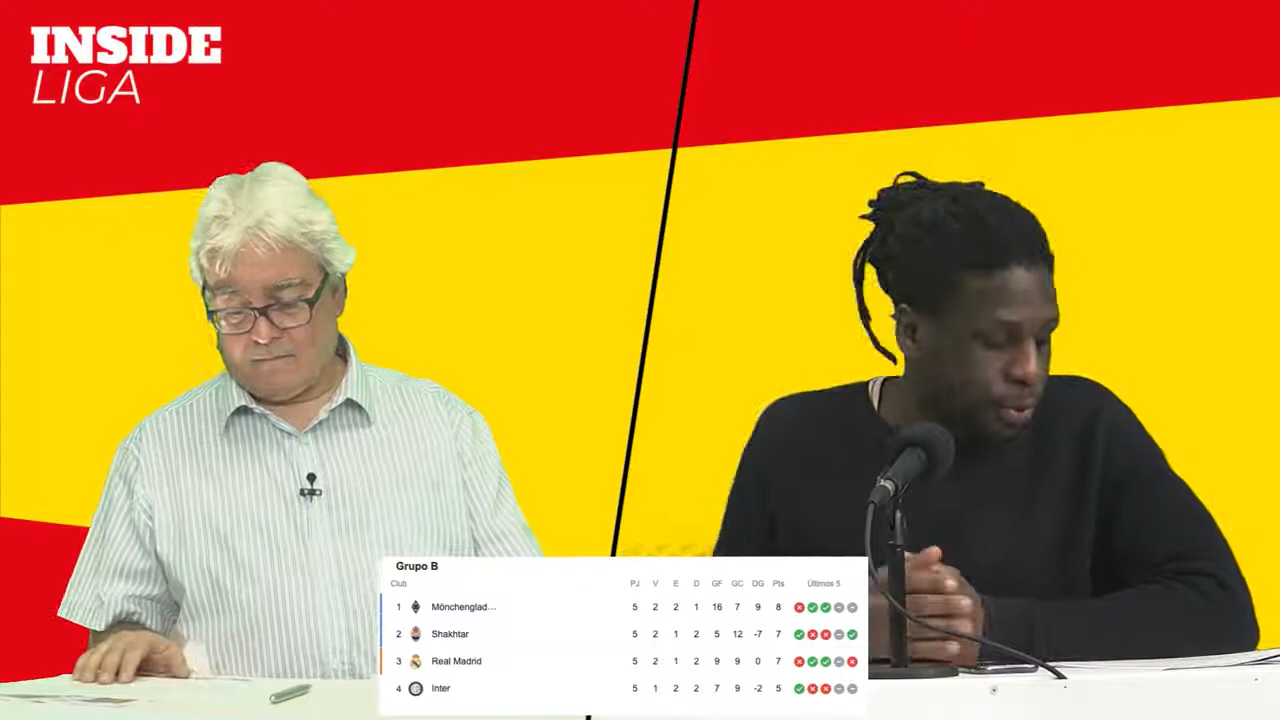 INSIDE
LIGA
Grupo B
Club PJ V E D GF GC DG Pts Últimos 5
1 Mönchenglad... 5 2 2 1 16 7 9 8
2 Shakhtar 5 2 1 2 5 12 -7 7
3 Real Madrid 5 2 1 2 9 9 0 7
4 Inter 5 1 2 2 7 9 -2 5